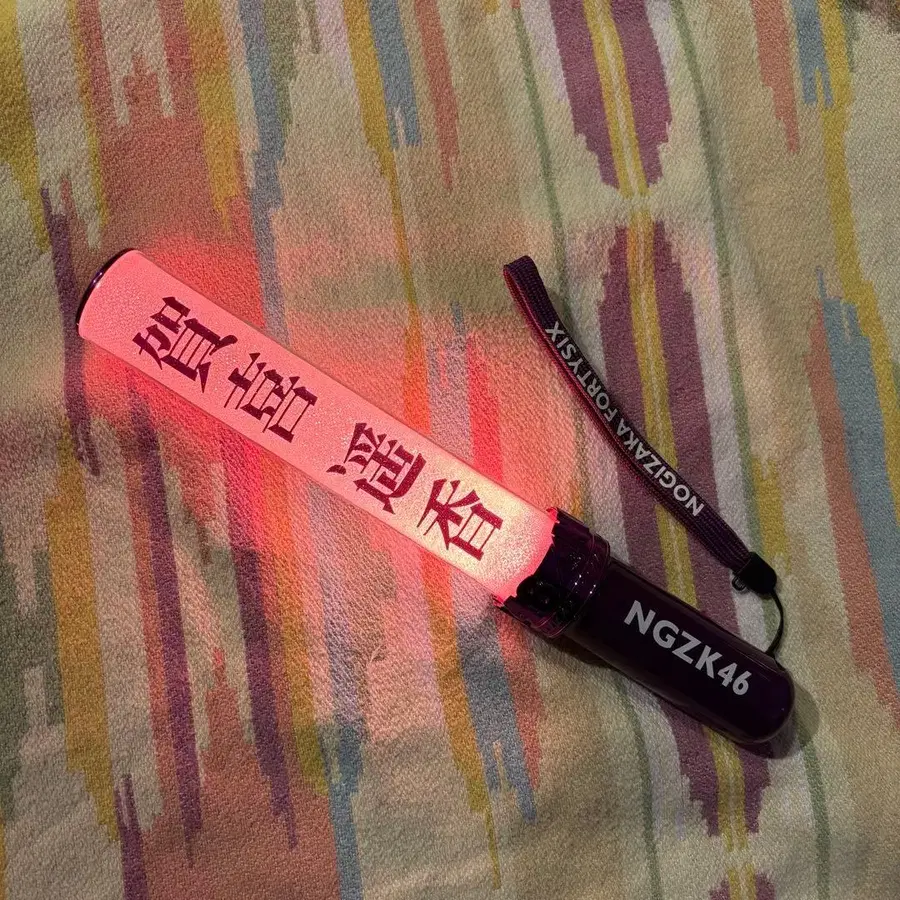 賀喜 遥香
NGZK46
NOGIZAKA FORTYSIX